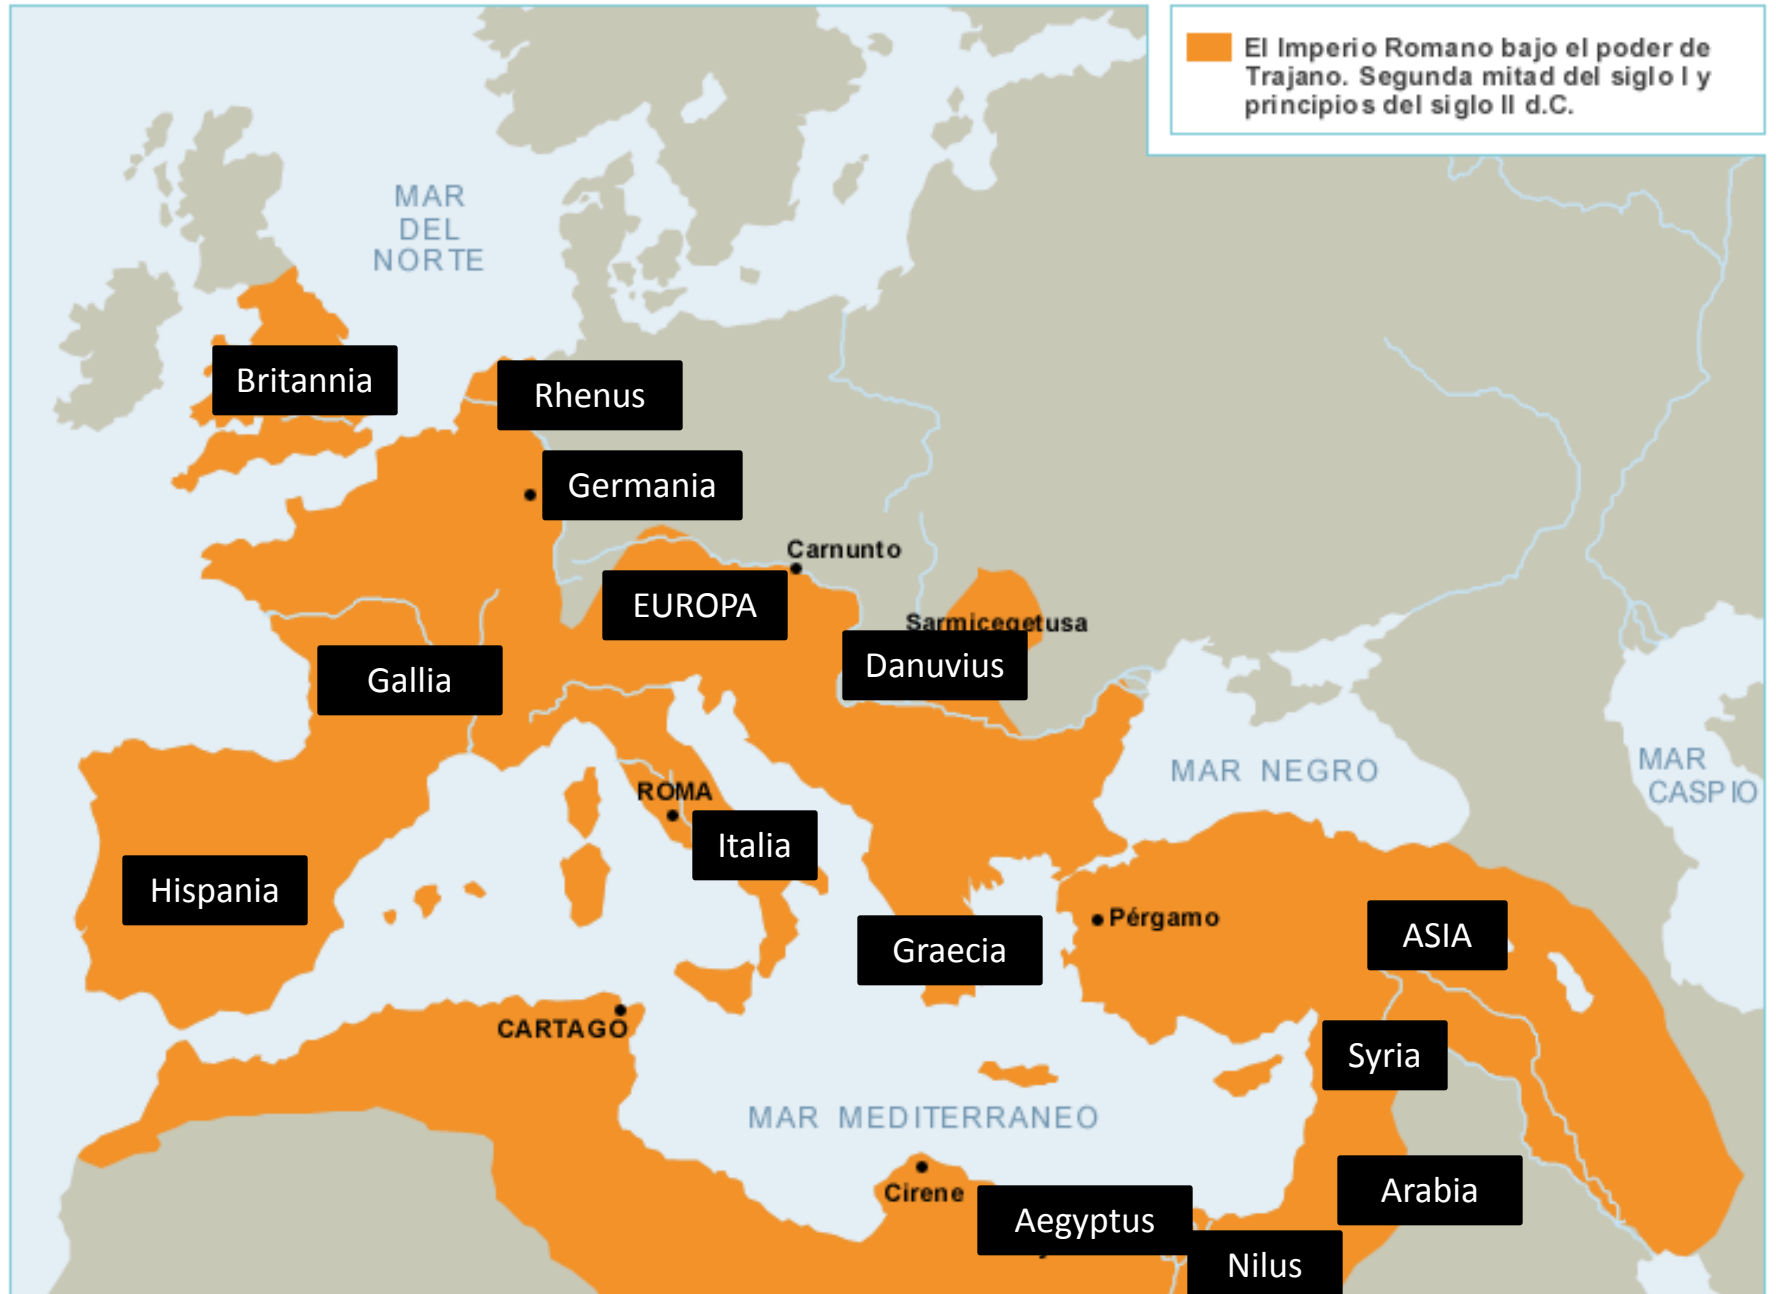 El Imperio Romano bajo el poder de
Trajano. Segunda mitad del siglo I y
principios del siglo II d.C.
MAR
DEL
NORTE
Britannia
Rhenus
Germania
Carnunto
EUROPA
Sarmicegetusa
Danuvius
Gallia
MAR NEGRO
MAR
CASPIO
ROMA
Italia
Hispania
Pérgamo
ASIA
Graecia
CARTAGO
Syria
MAR MEDITERRANEO
Cirene
Arabia
Aegyptus
Nilus